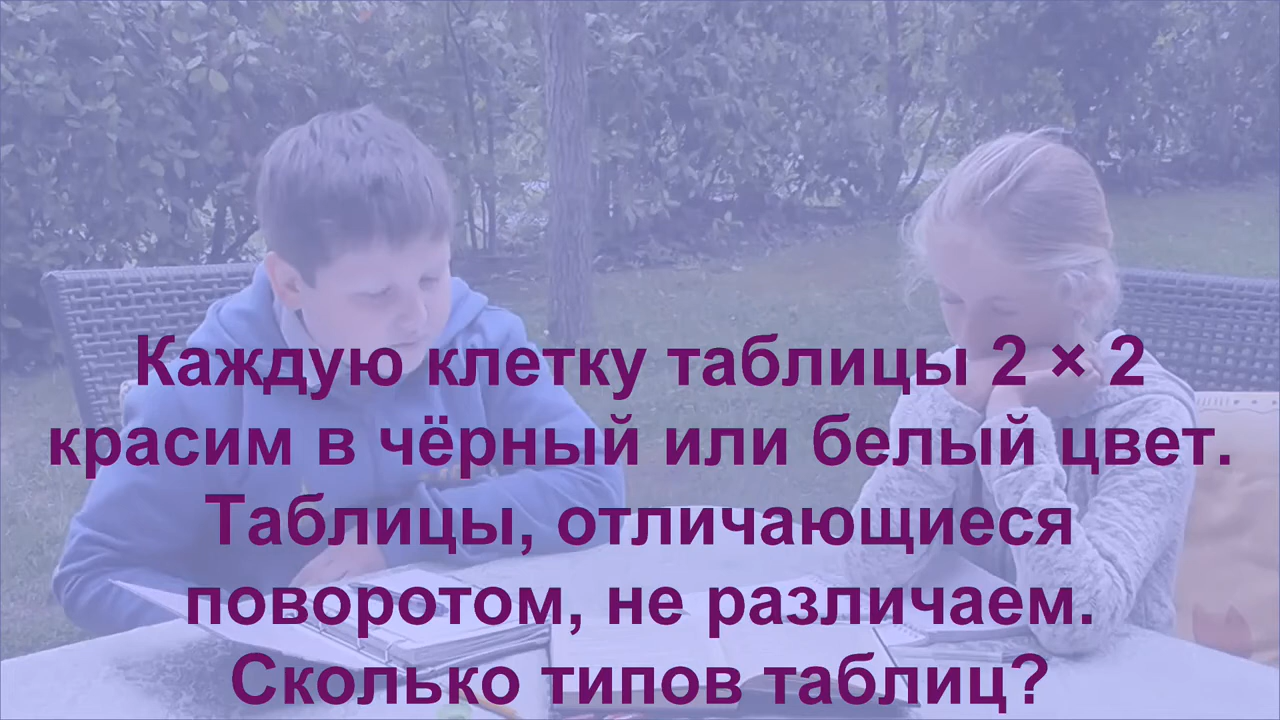 Каждую клетку таблицы 2 × 2
красим в чёрный или белый цвет.
Таблицы, отличающиеся
поворотом, не различаем.
Сколько типов таблиц?